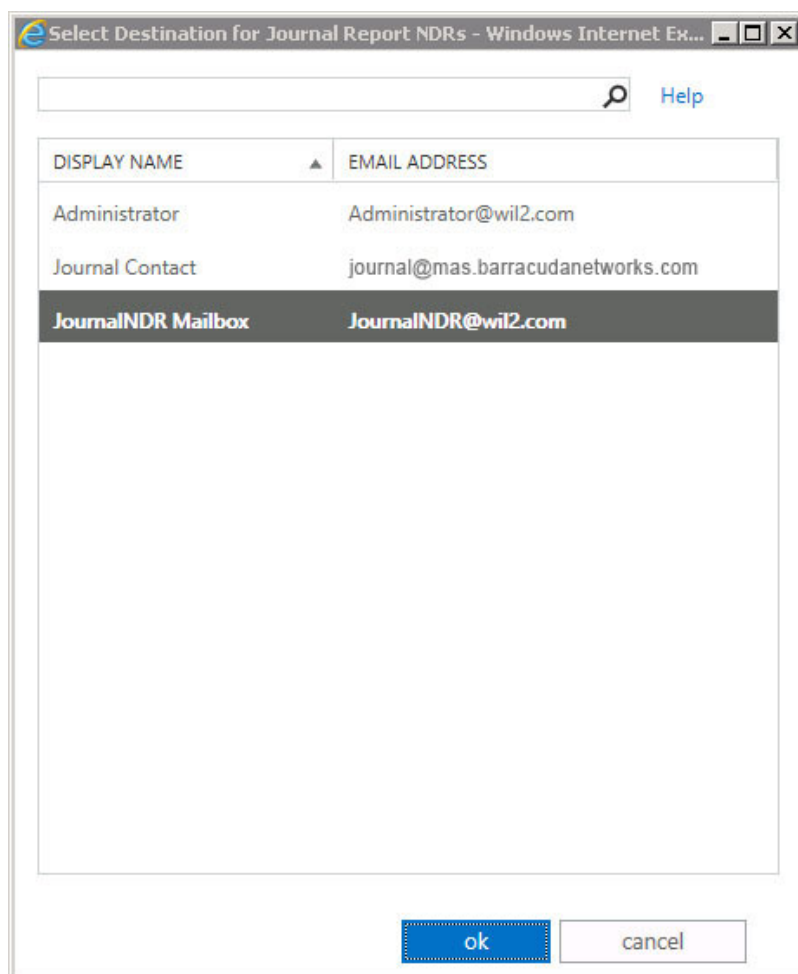 Select Destination for Journal Report NDRs - Windows Internet Ex...
Help
DISPLAY NAME EMAIL ADDRESS
Administrator Administrator@wil2.com
Journal Contact journal@mas.barracudanetworks.com
JournalNDR Mailbox JournalNDR@wil2.com
ok cancel